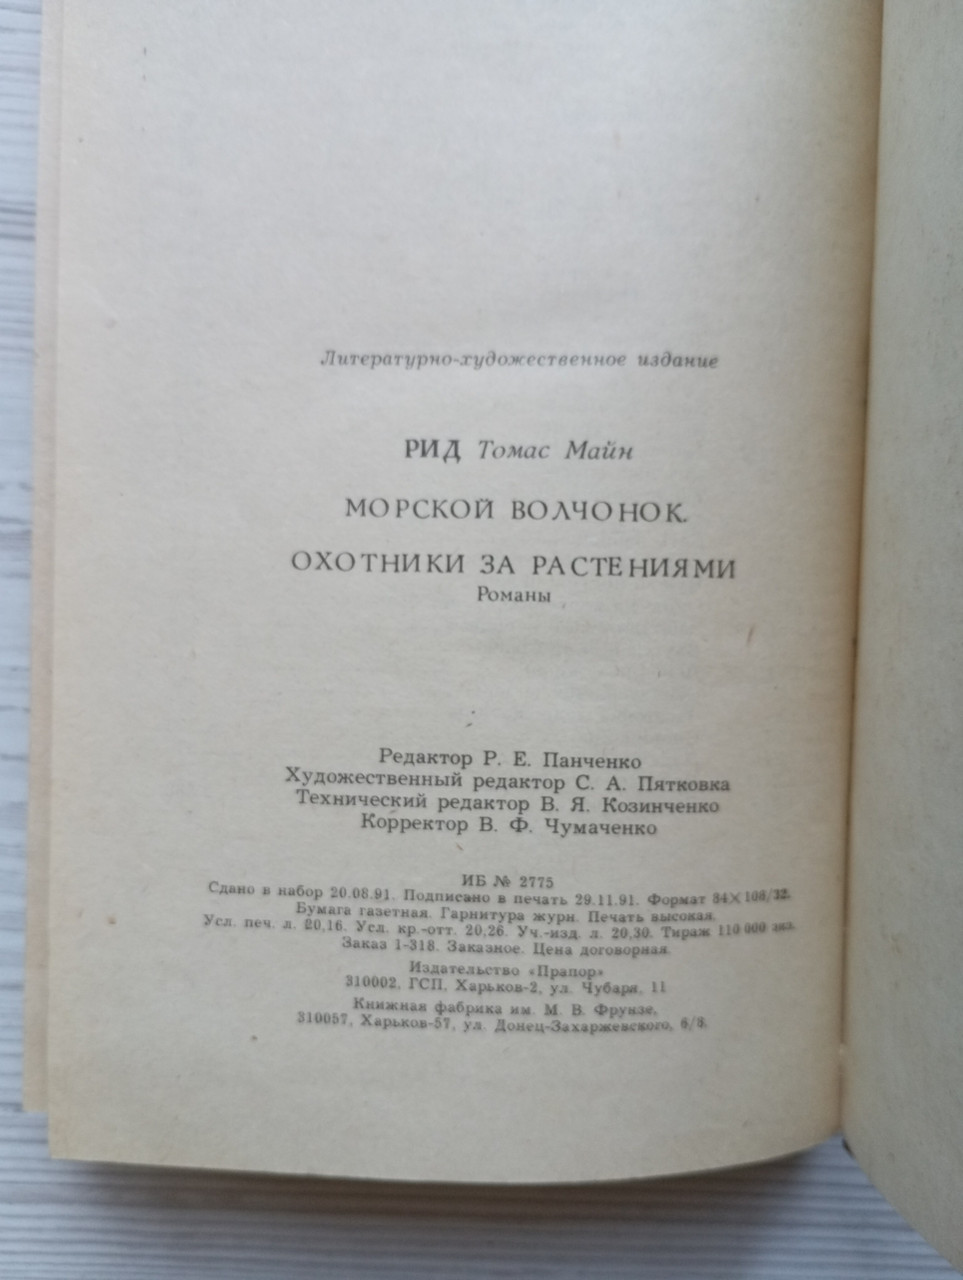 Литературно-художественное издание
РИД Томас Майн
МОРСКОЙ ВОЛЧОНОК.
ОХОТНИКИ ЗА РАСТЕНИЯМИ
Романы
Редактор Р. Е. Панченко
Художественный редактор С. А. Пятковка
Технический редактор В. Я. Козинченко
Корректор В. Ф. Чумаченко
ИБ № 2775
Сдано в набор 20.08.91. Подписано в печать 29.11.91. Формат 84×108/32.
Бумага газетная. Гарнитура журн. Печать высокая.
Усл. печ. л. 20,16. Усл. кр.-отт. 20,26. Уч.-изд. л. 20,30. Тираж 110 000 экз.
Заказ 1-318. Заказное. Цена договорная.
Издательство «Прапор»
310002, ГСП, Харьков-2, ул. Чубаря, 11
Книжная фабрика им. М. В. Фрунзе,
310057, Харьков-57, ул. Донец-Захаржевского, 6/8.